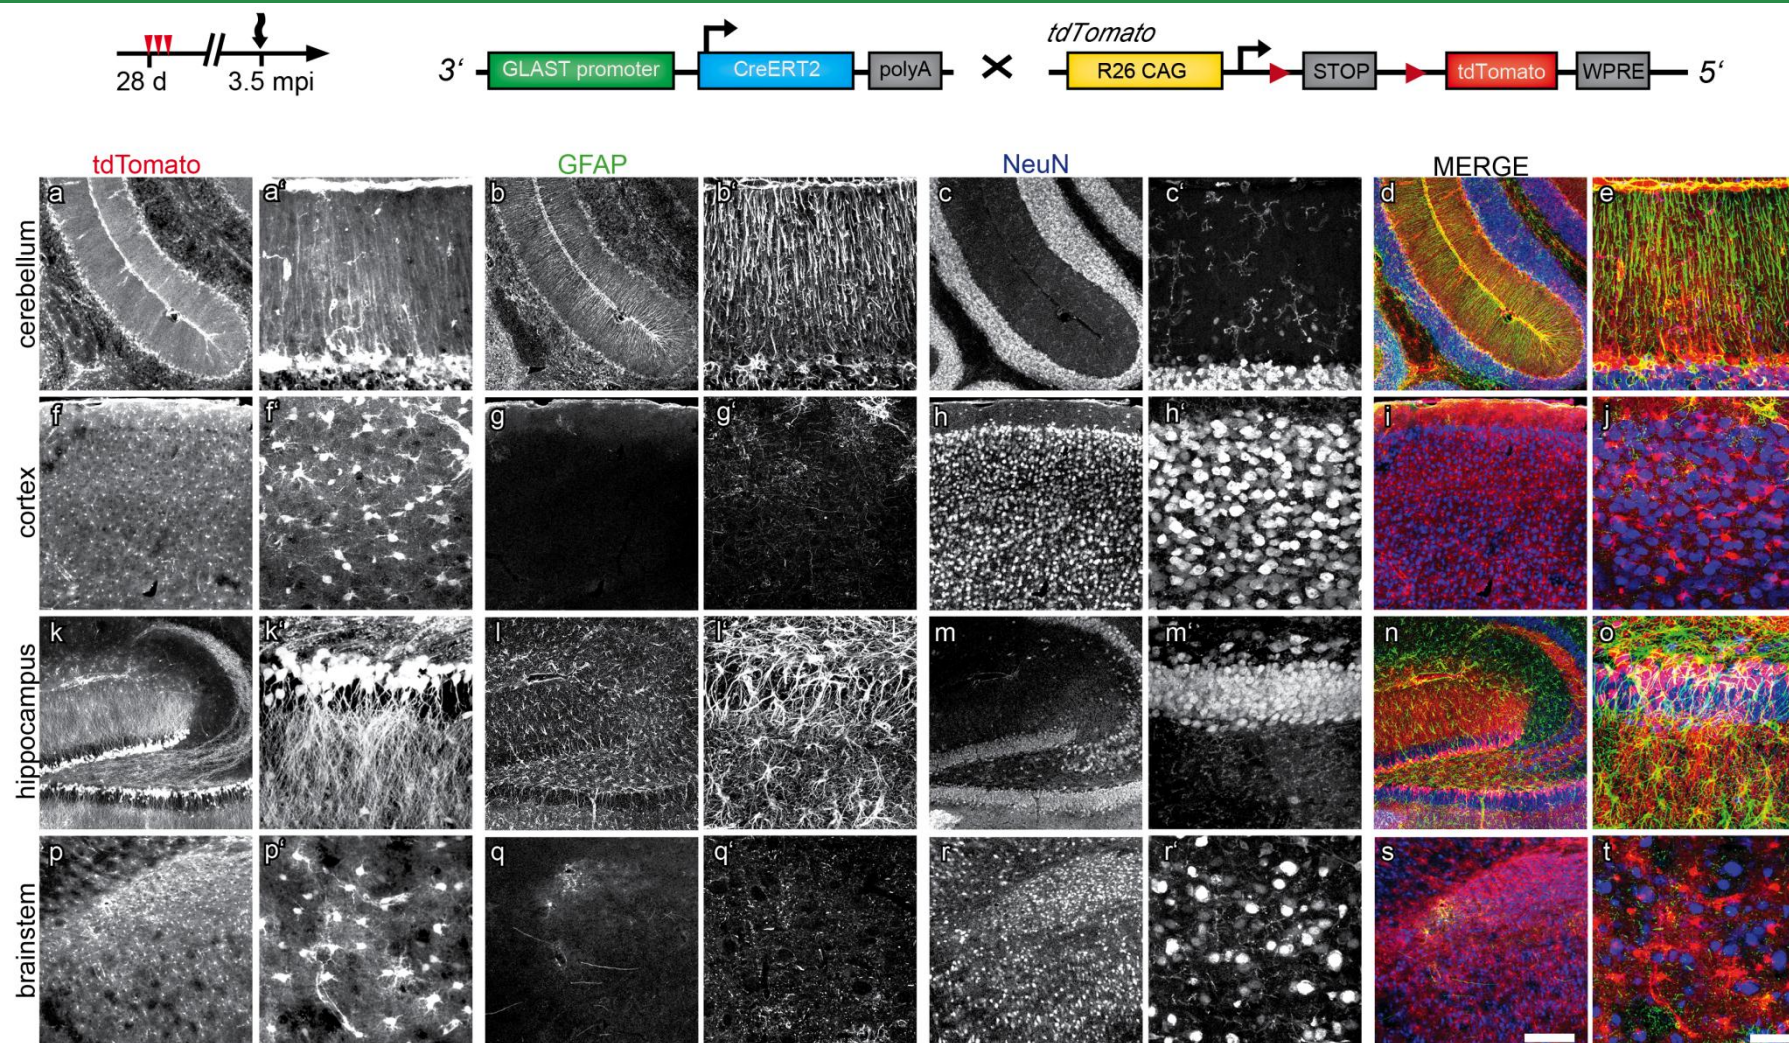 tdTomato
3‘ GLAST promoter CreERT2 polyA R26 CAG STOP tdTomato WPRE 5‘
28 d 3.5 mpi
tdTomato GFAP NeuN MERGE
cerebellum
a a‘ b b‘ c c‘ d e
cortex
f f‘ g g‘ h h‘ i j
hippocampus
k k‘ l l‘ m m‘ n o
brainstem
p p‘ q q‘ r r‘ s t